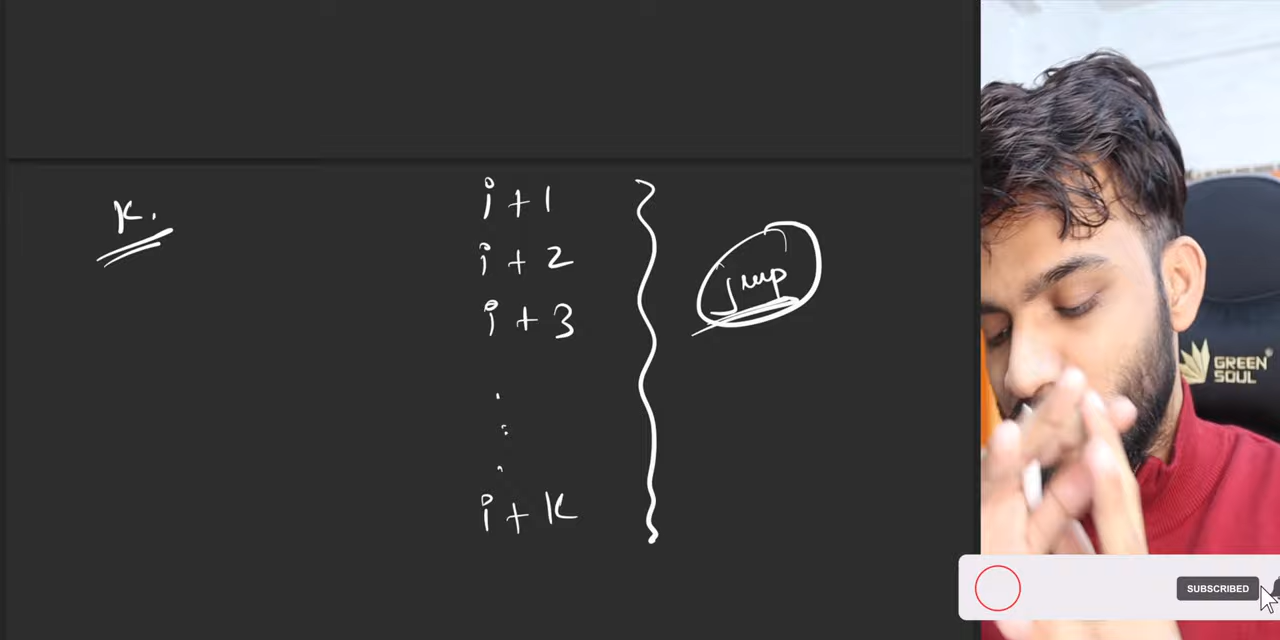 K.
i + 1
i + 2
i + 3
.
:
.
i + K
jump
GREEN
SOUL
SUBSCRIBED